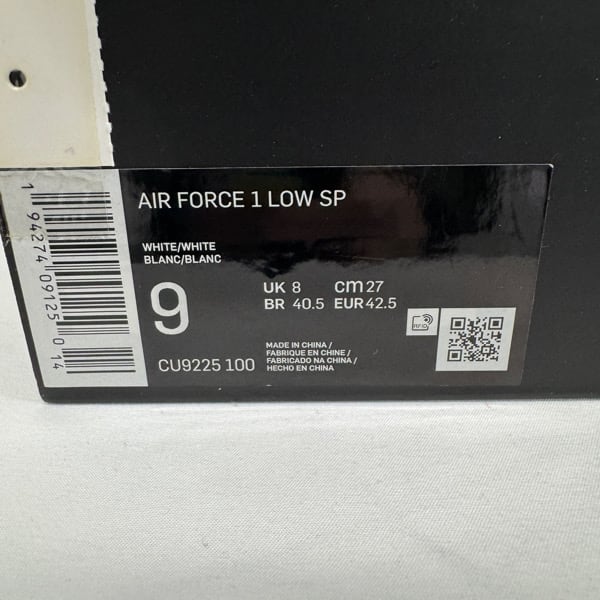 AIR FORCE 1 LOW SP
WHITE/WHITE
BLANC/BLANC
9
UK 8 cm 27
BR 40.5 EUR 42.5
RFID
CU9225 100
MADE IN CHINA /
FABRIQUE EN CHINE /
FABRICADO NA CHINA /
HECHO EN CHINA
1 94274 09125 0 14